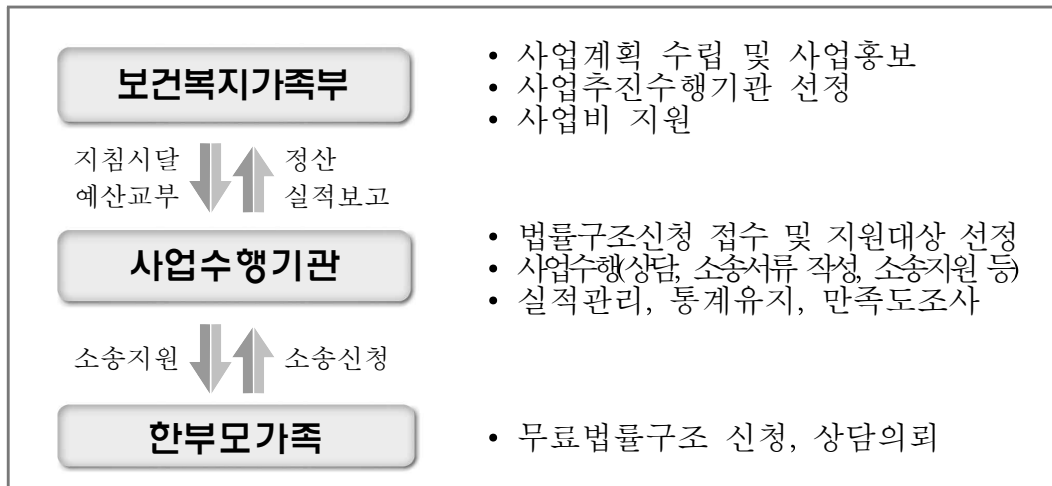 보건복지가족부
• 사업계획 수립 및 사업홍보
• 사업추진수행기관 선정
• 사업비 지원
지침시달 정산
예산교부 실적보고
사업수행기관
• 법률구조신청 접수 및 지원대상 선정
• 사업수행(상담, 소송서류 작성, 소송지원 등)
• 실적관리, 통계유지, 만족도조사
소송지원 소송신청
한부모가족
• 무료법률구조 신청, 상담의뢰